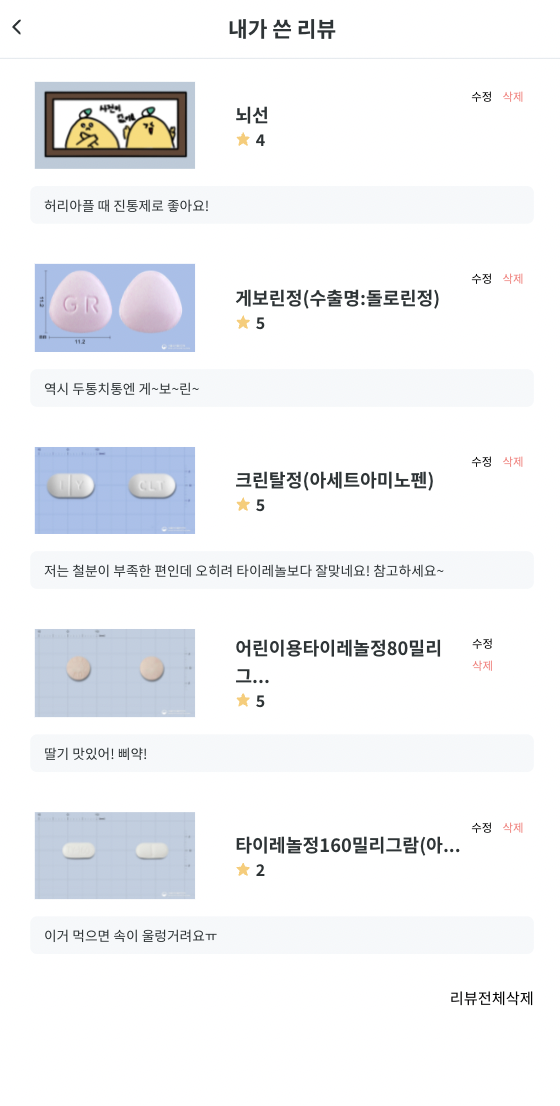 내가 쓴 리뷰
수정 삭제
뇌선
4
허리아플 때 진통제로 좋아요!
수정 삭제
GR
11.2
게보린정(수출명:돌로린정)
5
역시 두통치통엔 게~보~린~
수정 삭제
크린탈정(아세트아미노펜)
5
저는 철분이 부족한 편인데 오히려 타이레놀보다 잘맞네요! 참고하세요~
어린이용타이레놀정80밀리
그...
수정
삭제
5
딸기 맛있어! 삐약!
수정 삭제
타이레놀정160밀리그람(아...
2
이거 먹으면 속이 울렁거려요ㅠ
리뷰전체삭제